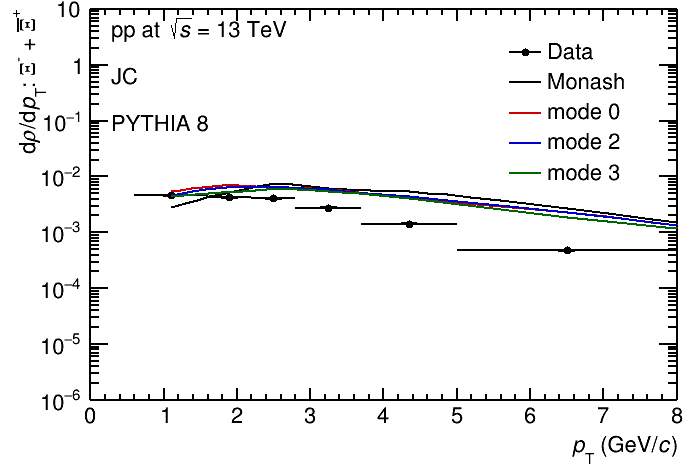 dρ/dp_T: Ξ⁻ + Ξ̅⁺
10
1
10⁻¹
10⁻²
10⁻³
10⁻⁴
10⁻⁵
10⁻⁶
pp at √s = 13 TeV
JC
PYTHIA 8
Data
Monash
mode 0
mode 2
mode 3
0 1 2 3 4 5 6 7 8
p_T (GeV/c)